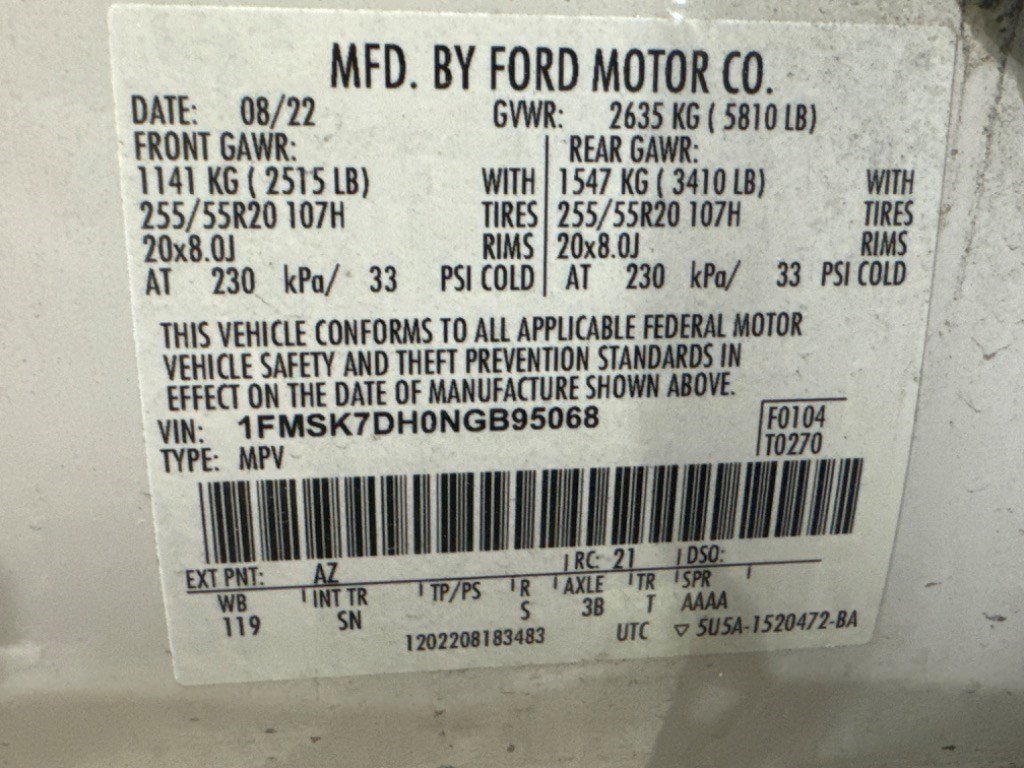 MFD. BY FORD MOTOR CO.
DATE: 08/22 GVWR: 2635 KG ( 5810 LB)
FRONT GAWR: REAR GAWR:
1141 KG ( 2515 LB) WITH 1547 KG ( 3410 LB) WITH
255/55R20 107H TIRES 255/55R20 107H TIRES
20x8.0J RIMS 20x8.0J RIMS
AT 230 kPa/ 33 PSI COLD AT 230 kPa/ 33 PSI COLD
THIS VEHICLE CONFORMS TO ALL APPLICABLE FEDERAL MOTOR
VEHICLE SAFETY AND THEFT PREVENTION STANDARDS IN
EFFECT ON THE DATE OF MANUFACTURE SHOWN ABOVE.
VIN: 1FMSK7DH0NGB95068 F0104
TYPE: MPV T0270
EXT PNT: AZ RC: 21 DSO:
WB INT TR TP/PS R AXLE TR SPR
119 SN S 3B T AAAA
1202208183483 UTC ▽ 5U5A-1520472-BA